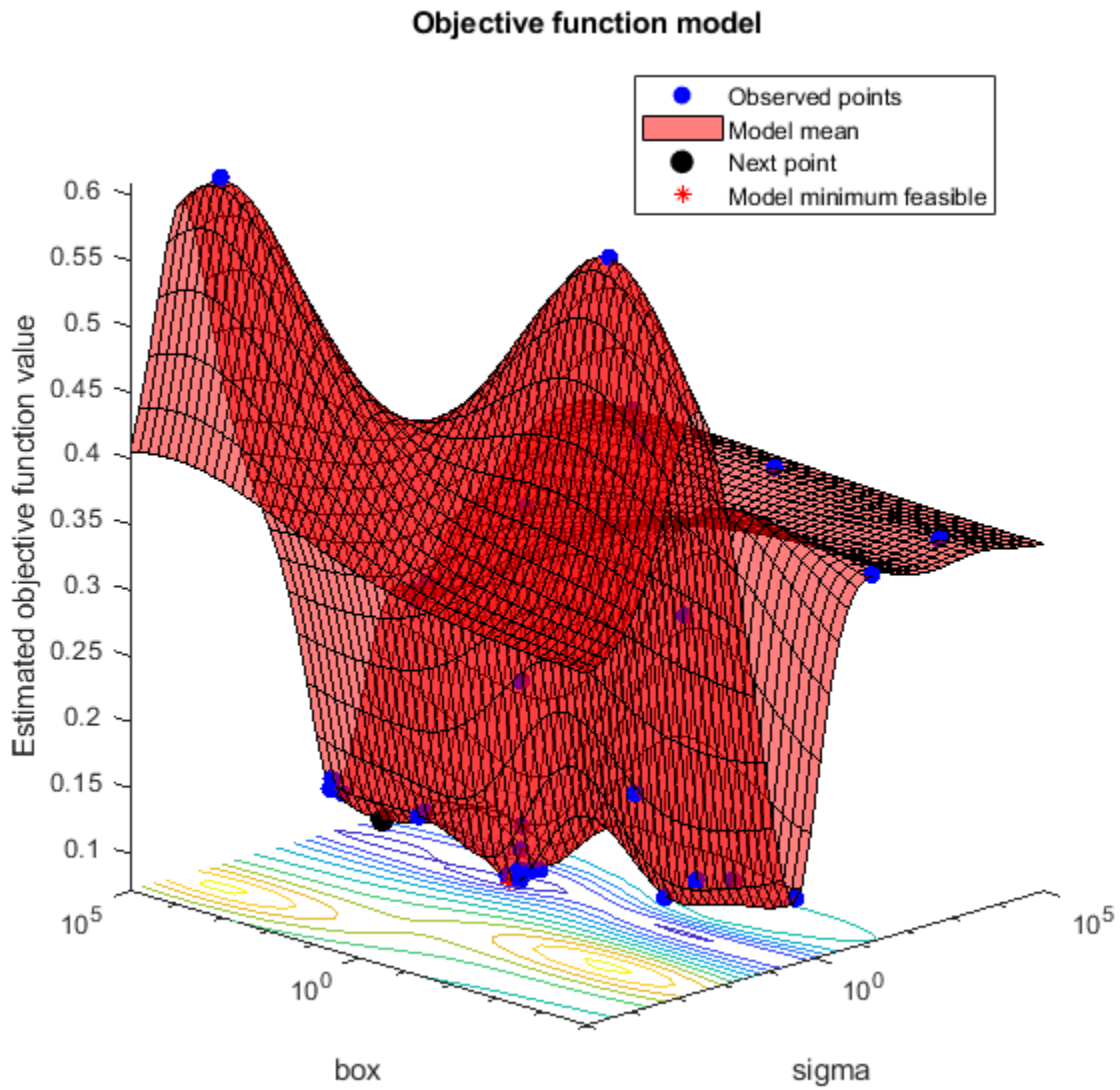 Objective function model
Observed points
Model mean
Next point
Model minimum feasible
Estimated objective function value
0.6
0.55
0.5
0.45
0.4
0.35
0.3
0.25
0.2
0.15
0.1
10^5
10^0
box
10^5
10^0
sigma